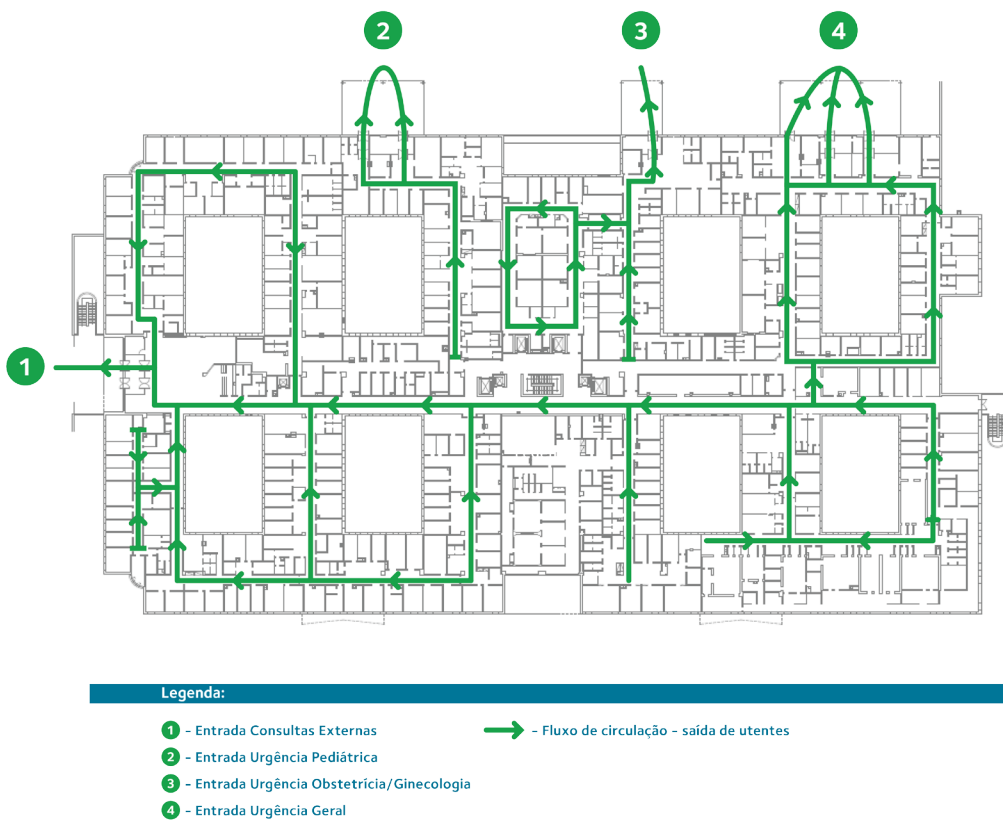 2
3
4
1
Legenda:
1 - Entrada Consultas Externas
- Fluxo de circulação - saída de utentes
2 - Entrada Urgência Pediátrica
3 - Entrada Urgência Obstetrícia/Ginecologia
4 - Entrada Urgência Geral